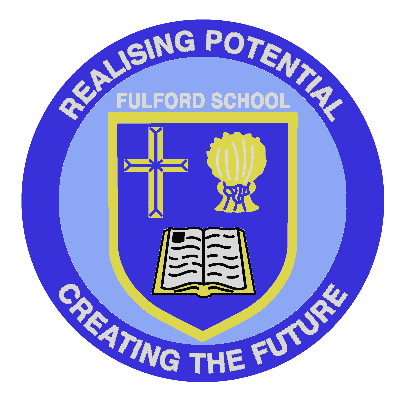 REALISING POTENTIAL
FULFORD SCHOOL
CREATING THE FUTURE